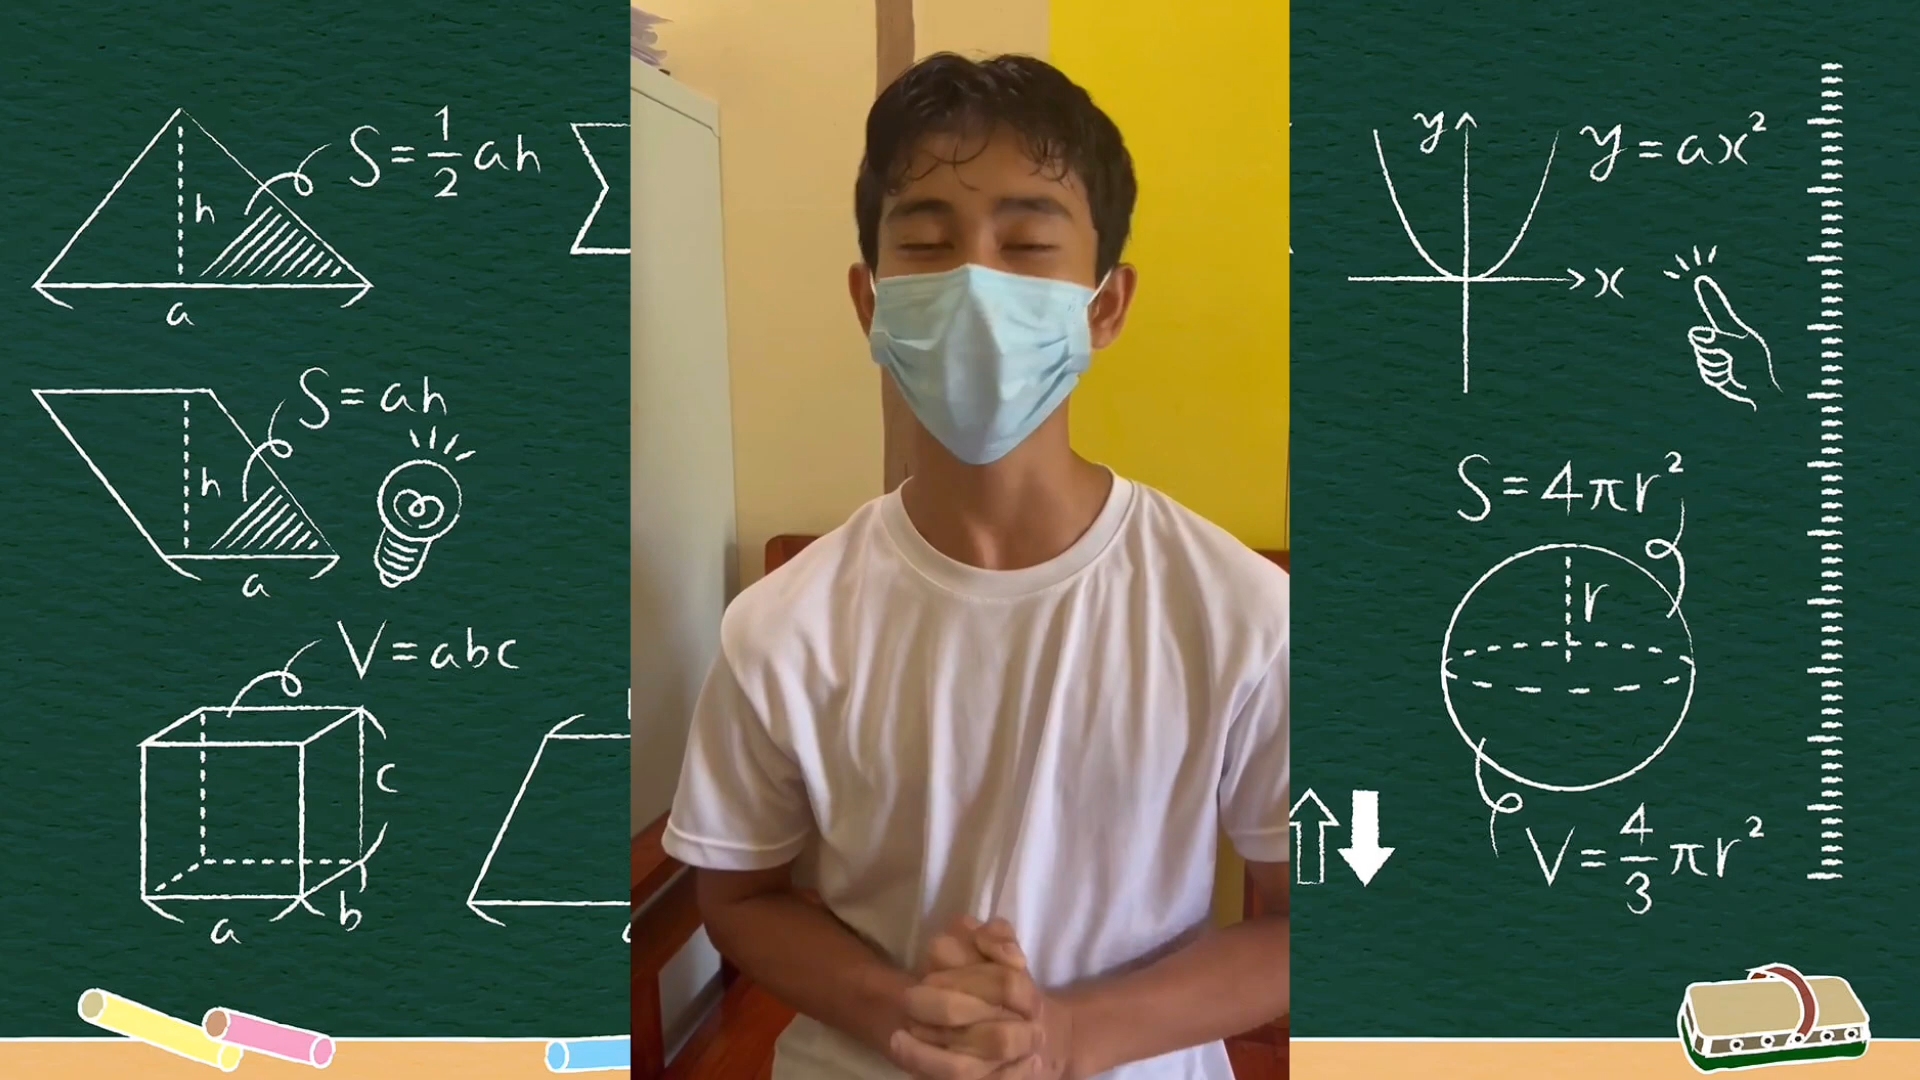 S=1/2ah
h
a
S=ah
h
a
V=abc
c
b
a
y
y=ax²
x
S=4πr²
r
V=4/3πr²